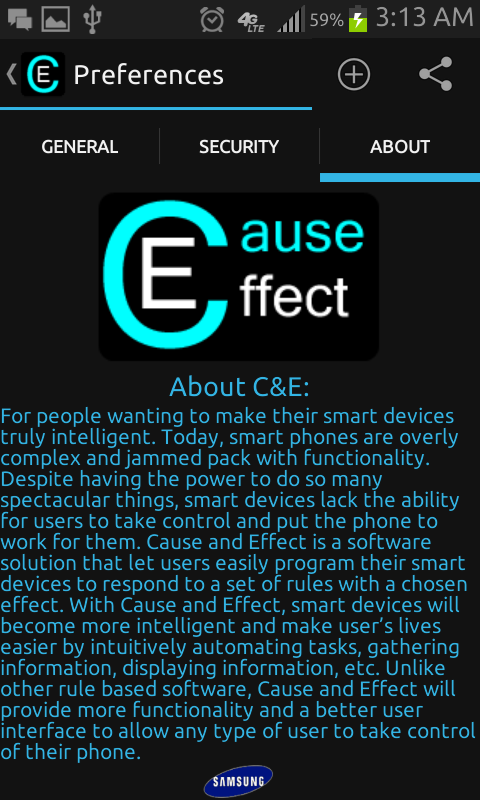 4G LTE 59% 3:13 AM
CE Preferences
GENERAL SECURITY ABOUT
Cause
Effect
About C&E:
For people wanting to make their smart devices
truly intelligent. Today, smart phones are overly
complex and jammed pack with functionality.
Despite having the power to do so many
spectacular things, smart devices lack the ability
for users to take control and put the phone to
work for them. Cause and Effect is a software
solution that let users easily program their smart
devices to respond to a set of rules with a chosen
effect. With Cause and Effect, smart devices will
become more intelligent and make user’s lives
easier by intuitively automating tasks, gathering
information, displaying information, etc. Unlike
other rule based software, Cause and Effect will
provide more functionality and a better user
interface to allow any type of user to take control
of their phone.
SAMSUNG